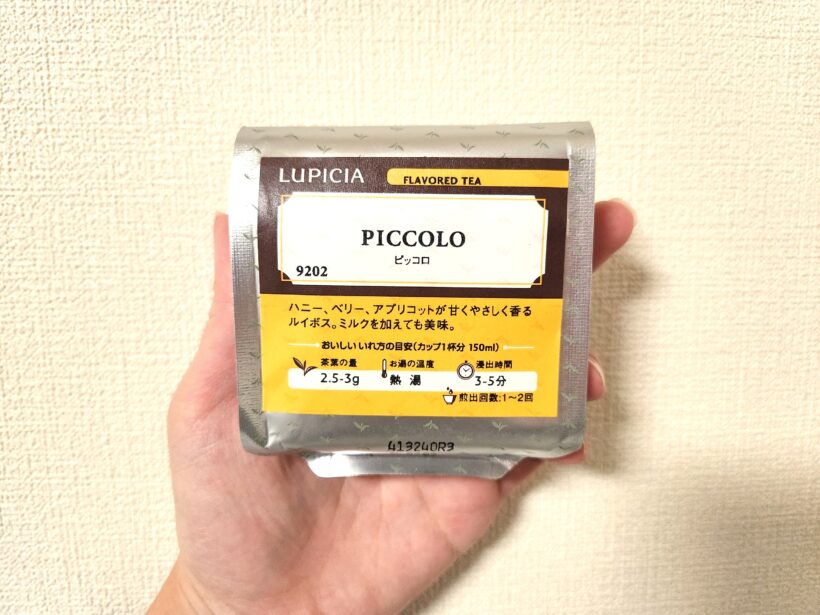 LUPICIA FLAVORED TEA
PICCOLO
ピッコロ
9202
ハニー、ベリー、アプリコットが甘くやさしく香る
ルイボス。ミルクを加えても美味。
おいしいいれ方の目安(カップ1杯分 150ml)
茶葉の量 お湯の温度 浸出時間
2.5-3g 熱湯 3-5分
煎出回数:1〜2回
413240R3